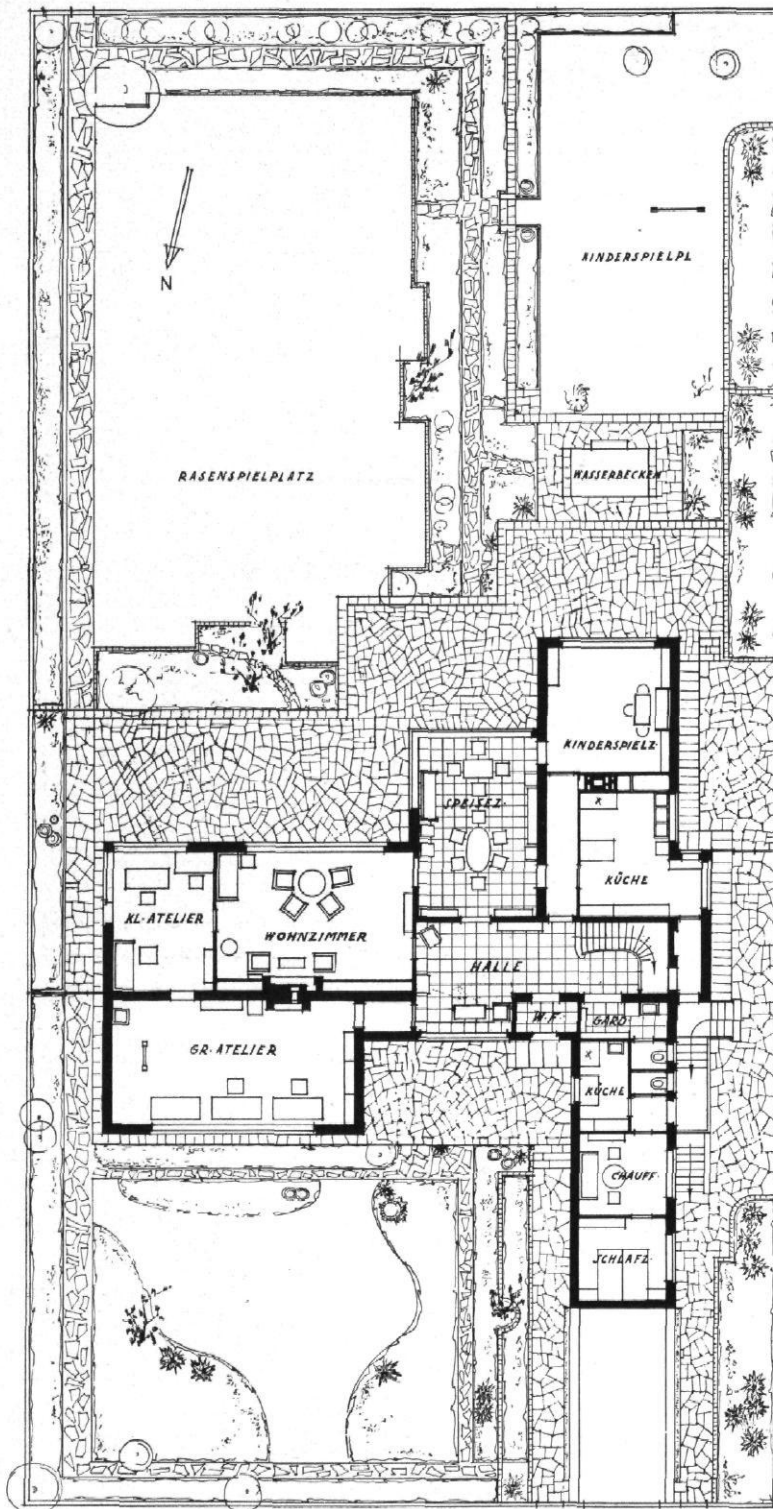 N
KINDERSPIELPL
RASENSPIELPLATZ
WASSERBECKEN
KINDERSPIELZ.
SPEISEZ.
KÜCHE
KL. ATELIER
WOHNZIMMER
HALLE
W.F.
GARD
GR. ATELIER
KÜCHE
CHAUFF.
SCHLAFZ.